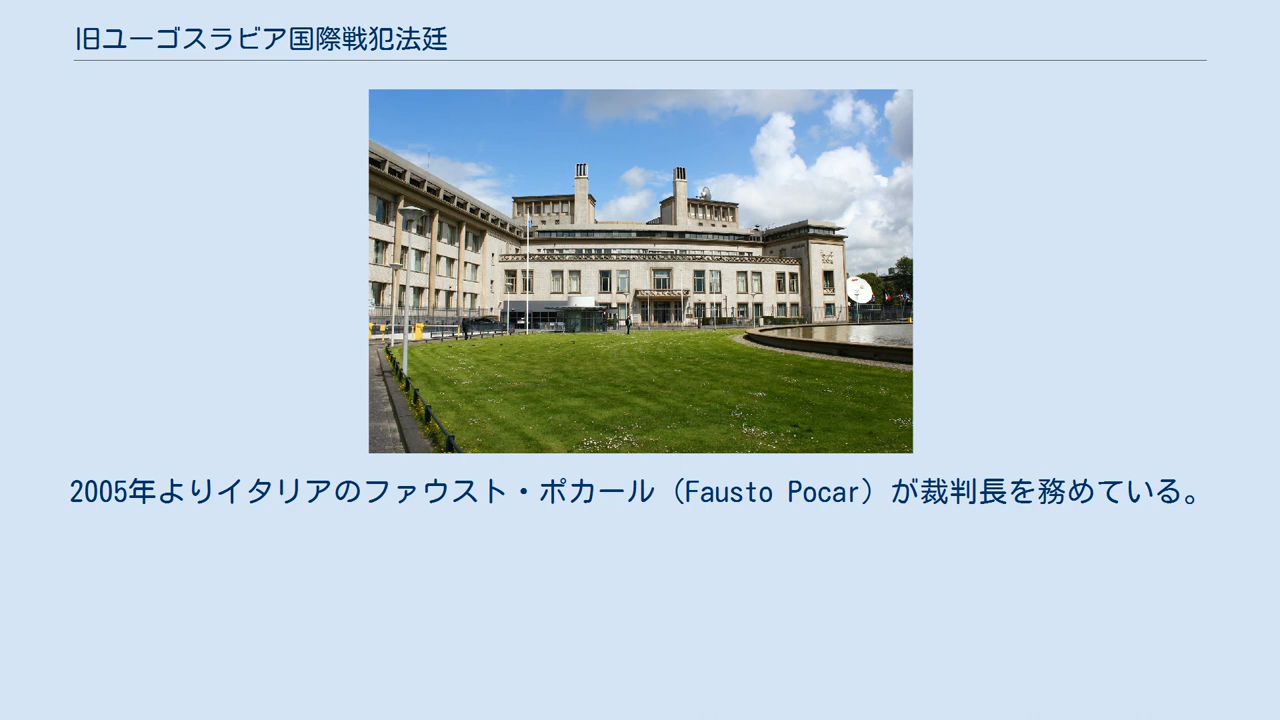 旧ユーゴスラビア国際戦犯法廷
2005年よりイタリアのファウスト・ポカール（Fausto Pocar）が裁判長を務めている。